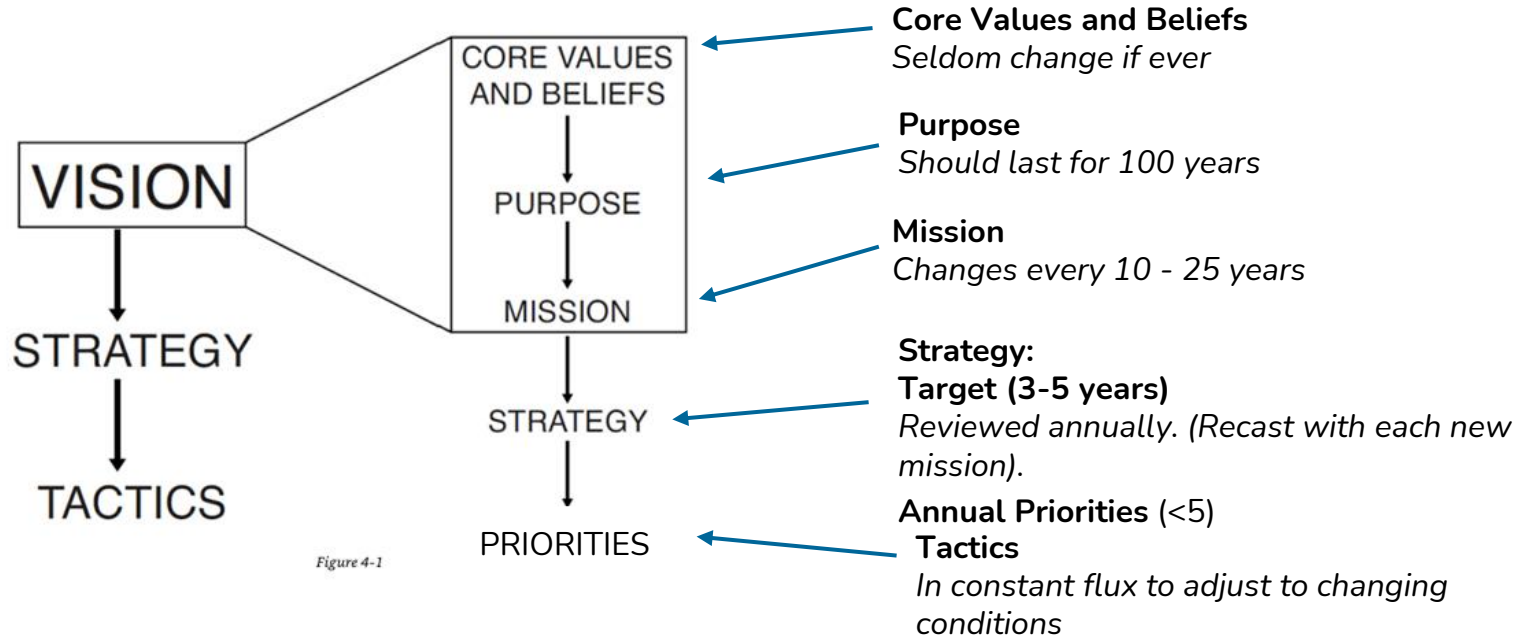 VISION
STRATEGY
TACTICS
Figure 4-1
CORE VALUES
AND BELIEFS
PURPOSE
MISSION
STRATEGY
PRIORITIES
Core Values and Beliefs
Seldom change if ever
Purpose
Should last for 100 years
Mission
Changes every 10 - 25 years
Strategy:
Target (3-5 years)
Reviewed annually. (Recast with each new
mission).
Annual Priorities (<5)
Tactics
In constant flux to adjust to changing
conditions